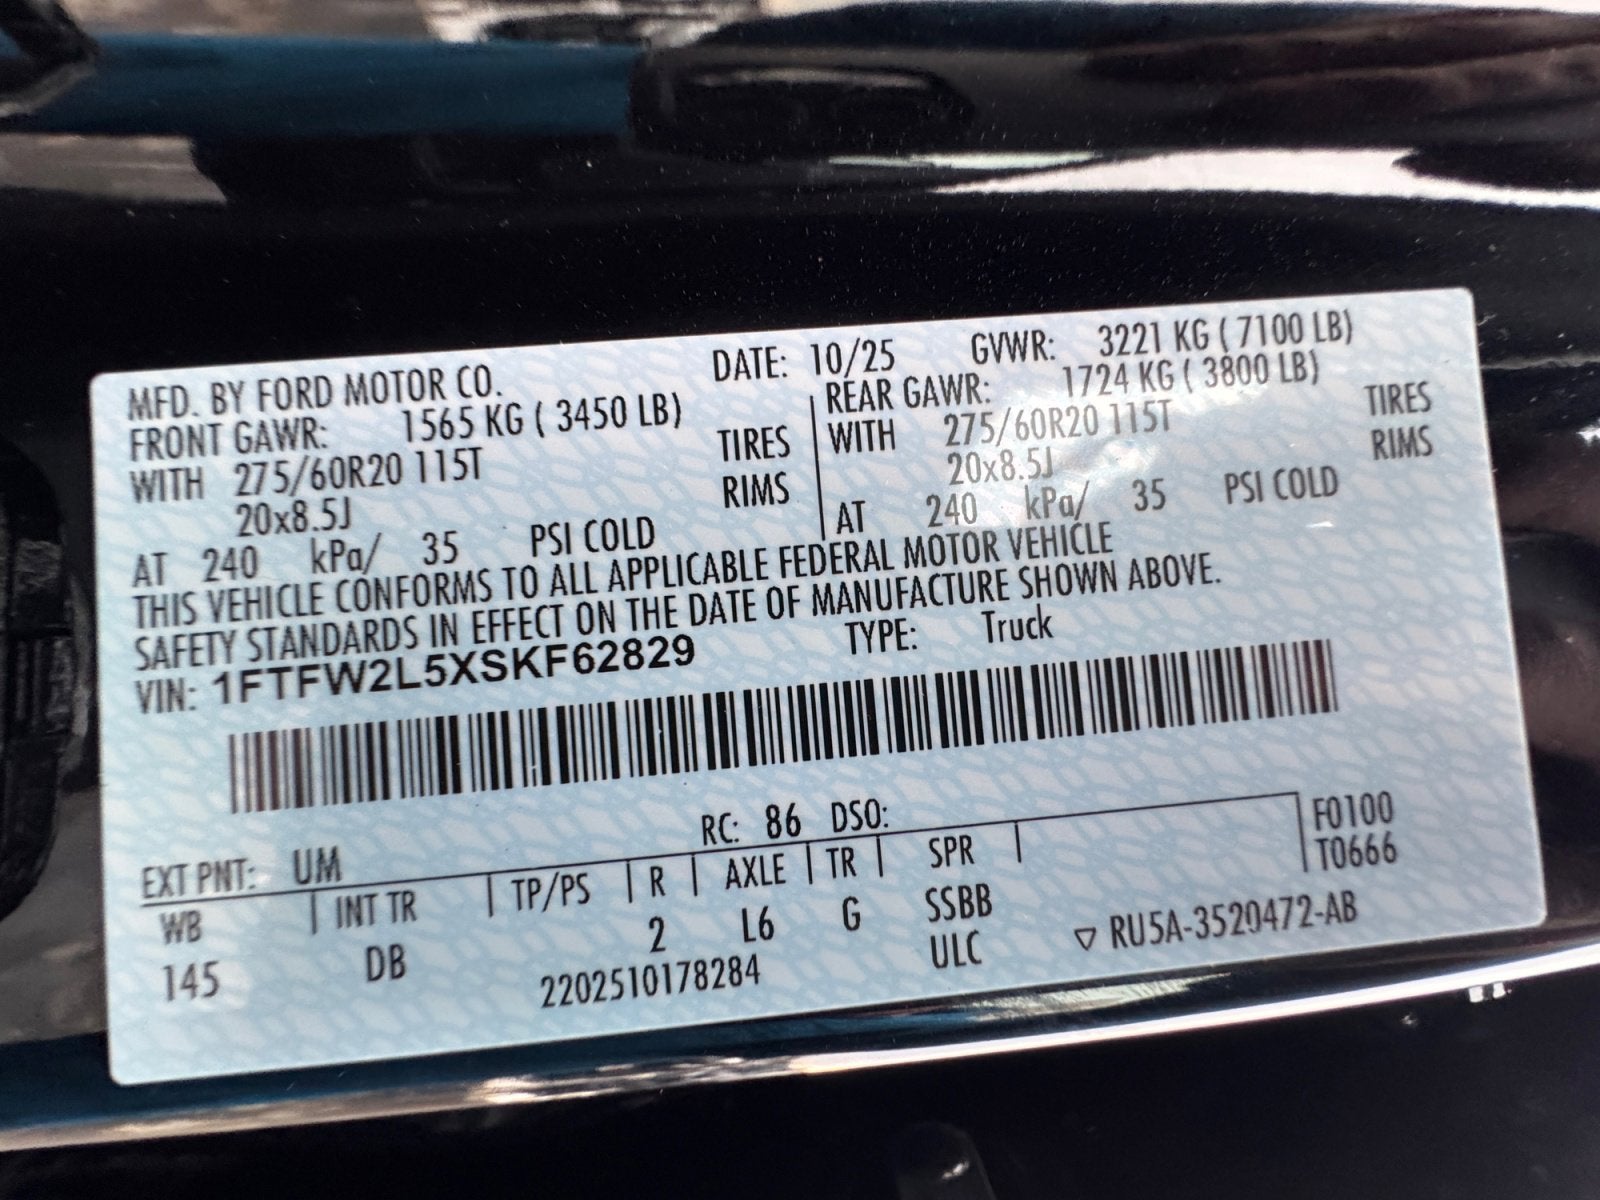 MFD. BY FORD MOTOR CO. DATE: 10/25 GVWR: 3221 KG ( 7100 LB)
FRONT GAWR: 1565 KG ( 3450 LB) REAR GAWR: 1724 KG ( 3800 LB)
WITH 275/60R20 115T TIRES WITH 275/60R20 115T TIRES
20x8.5J RIMS 20x8.5J RIMS
AT 240 kPa/ 35 PSI COLD AT 240 kPa/ 35 PSI COLD
THIS VEHICLE CONFORMS TO ALL APPLICABLE FEDERAL MOTOR VEHICLE
SAFETY STANDARDS IN EFFECT ON THE DATE OF MANUFACTURE SHOWN ABOVE.
VIN: 1FTFW2L5XSKF62829 TYPE: Truck
EXT PNT: UM RC: 86 DSO: F0100
WB INT TR TP/PS R AXLE TR SPR T0666
145 DB 2 L6 G SSBB
2202510178284 ULC ▽ RU5A-3520472-AB